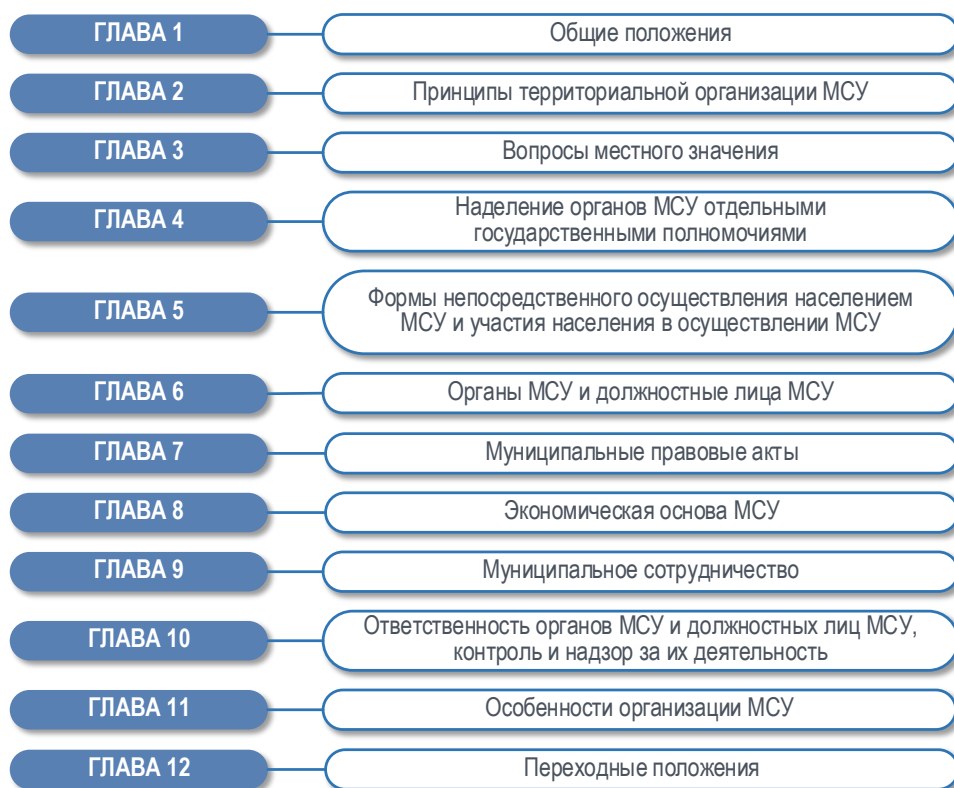 ГЛАВА 1
Общие положения
ГЛАВА 2
Принципы территориальной организации МСУ
ГЛАВА 3
Вопросы местного значения
ГЛАВА 4
Наделение органов МСУ отдельными
государственными полномочиями
ГЛАВА 5
Формы непосредственного осуществления населением
МСУ и участия населения в осуществлении МСУ
ГЛАВА 6
Органы МСУ и должностные лица МСУ
ГЛАВА 7
Муниципальные правовые акты
ГЛАВА 8
Экономическая основа МСУ
ГЛАВА 9
Муниципальное сотрудничество
ГЛАВА 10
Ответственность органов МСУ и должностных лиц МСУ,
контроль и надзор за их деятельность
ГЛАВА 11
Особенности организации МСУ
ГЛАВА 12
Переходные положения